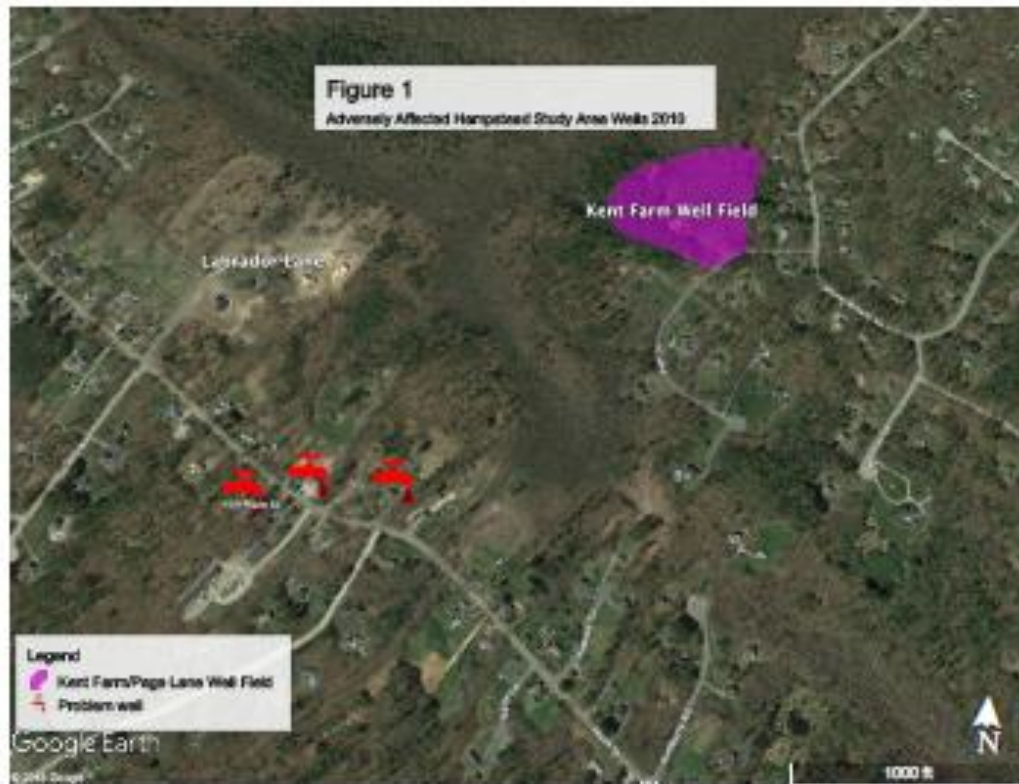 Figure 1
Adversely Affected Hampstead Study Area Wells 2016
Kent Farm Well Field
Labrador Lane
Legend
Kent Farm/Page Lane Well Field
Problem well
Google Earth
N
1000 ft